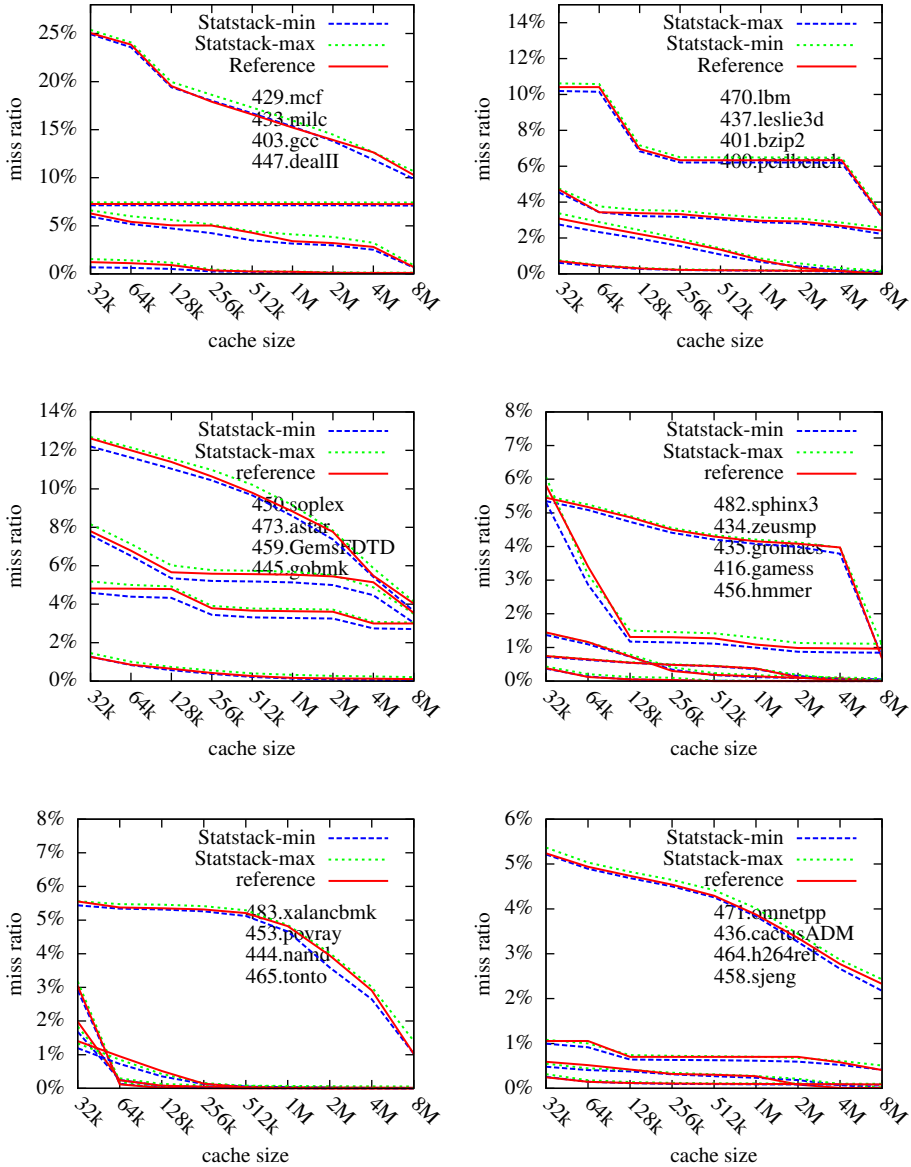 25%
20%
15%
10%
5%
0%
miss ratio
Statstack-min
Statstack-max
Reference
429.mcf
433.milc
403.gcc
447.dealII
32k 64k 128k 256k 512k 1M 2M 4M 8M
cache size
14%
12%
10%
8%
6%
4%
2%
0%
miss ratio
Statstack-max
Statstack-min
Reference
470.lbm
437.leslie3d
401.bzip2
400.perlbench
32k 64k 128k 256k 512k 1M 2M 4M 8M
cache size
14%
12%
10%
8%
6%
4%
2%
0%
miss ratio
Statstack-min
Statstack-max
reference
450.soplex
473.astar
459.GemsFDTD
445.gobmk
32k 64k 128k 256k 512k 1M 2M 4M 8M
cache size
8%
7%
6%
5%
4%
3%
2%
1%
0%
miss ratio
Statstack-min
Statstack-max
reference
482.sphinx3
434.zeusmp
435.gromacs
416.gamess
456.hmmer
32k 64k 128k 256k 512k 1M 2M 4M 8M
cache size
8%
7%
6%
5%
4%
3%
2%
1%
0%
miss ratio
Statstack-min
Statstack-max
reference
483.xalancbmk
453.povray
444.namd
465.tonto
32k 64k 128k 256k 512k 1M 2M 4M 8M
cache size
6%
5%
4%
3%
2%
1%
0%
miss ratio
Statstack-min
Statstack-max
reference
471.omnetpp
436.cactusADM
464.h264ref
458.sjeng
32k 64k 128k 256k 512k 1M 2M 4M 8M
cache size